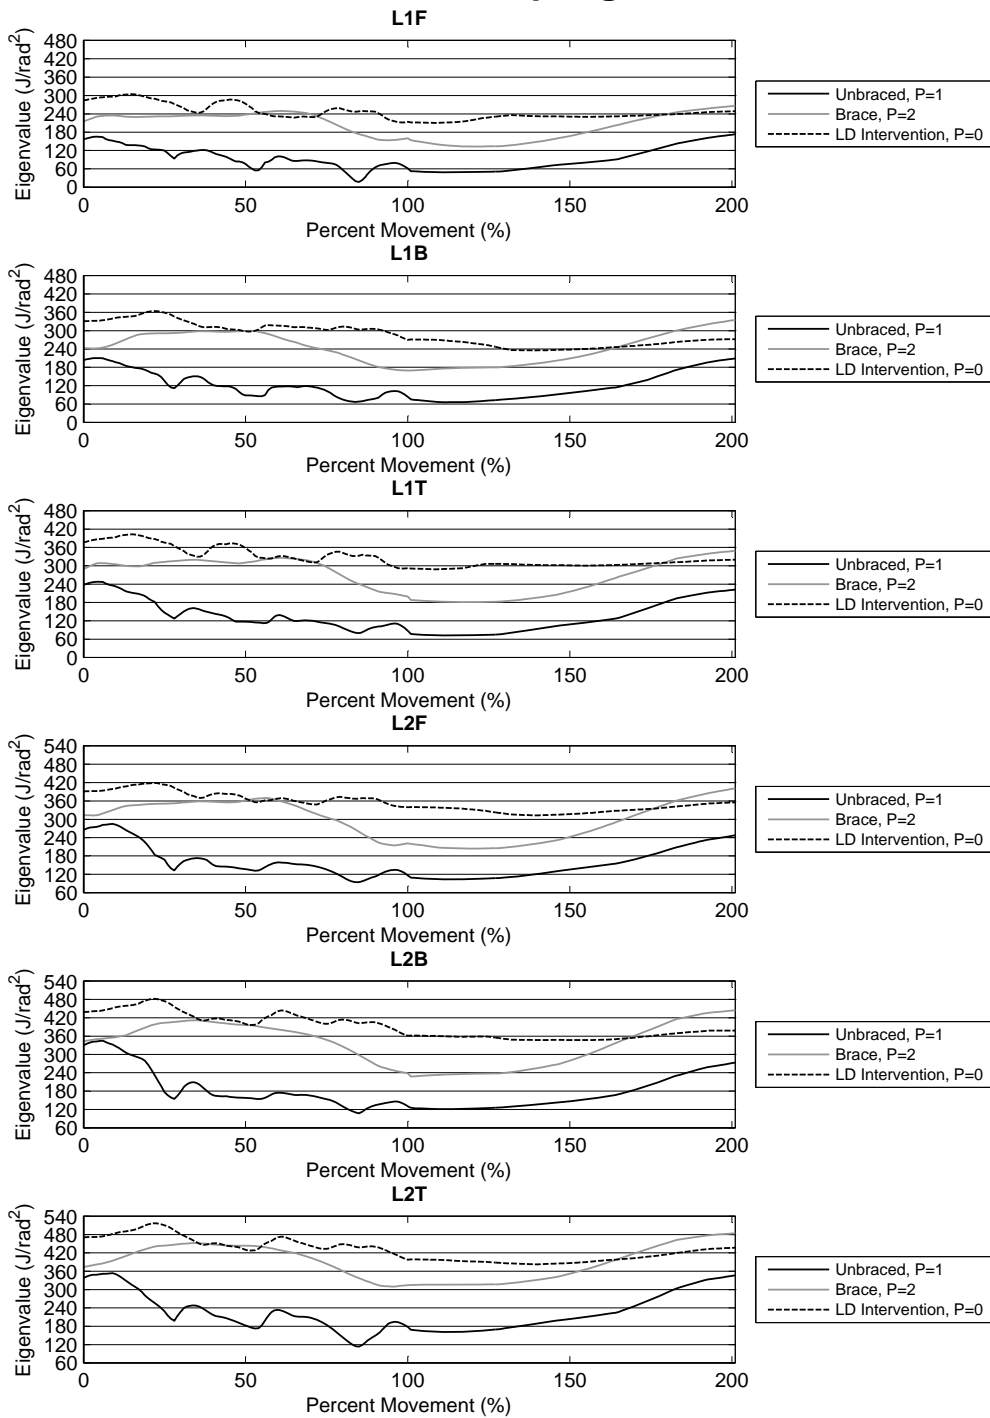 L1F
Eigenvalue (J/rad²)
480
420
360
300
240
180
120
60
0
0 50 100 150 200
Percent Movement (%)
Unbraced, P=1
Brace, P=2
LD Intervention, P=0
L1B
Eigenvalue (J/rad²)
480
420
360
300
240
180
120
60
0
0 50 100 150 200
Percent Movement (%)
Unbraced, P=1
Brace, P=2
LD Intervention, P=0
L1T
Eigenvalue (J/rad²)
480
420
360
300
240
180
120
60
0
0 50 100 150 200
Percent Movement (%)
Unbraced, P=1
Brace, P=2
LD Intervention, P=0
L2F
Eigenvalue (J/rad²)
540
480
420
360
300
240
180
120
60
0 50 100 150 200
Percent Movement (%)
Unbraced, P=1
Brace, P=2
LD Intervention, P=0
L2B
Eigenvalue (J/rad²)
540
480
420
360
300
240
180
120
60
0 50 100 150 200
Percent Movement (%)
Unbraced, P=1
Brace, P=2
LD Intervention, P=0
L2T
Eigenvalue (J/rad²)
540
480
420
360
300
240
180
120
60
0 50 100 150 200
Percent Movement (%)
Unbraced, P=1
Brace, P=2
LD Intervention, P=0